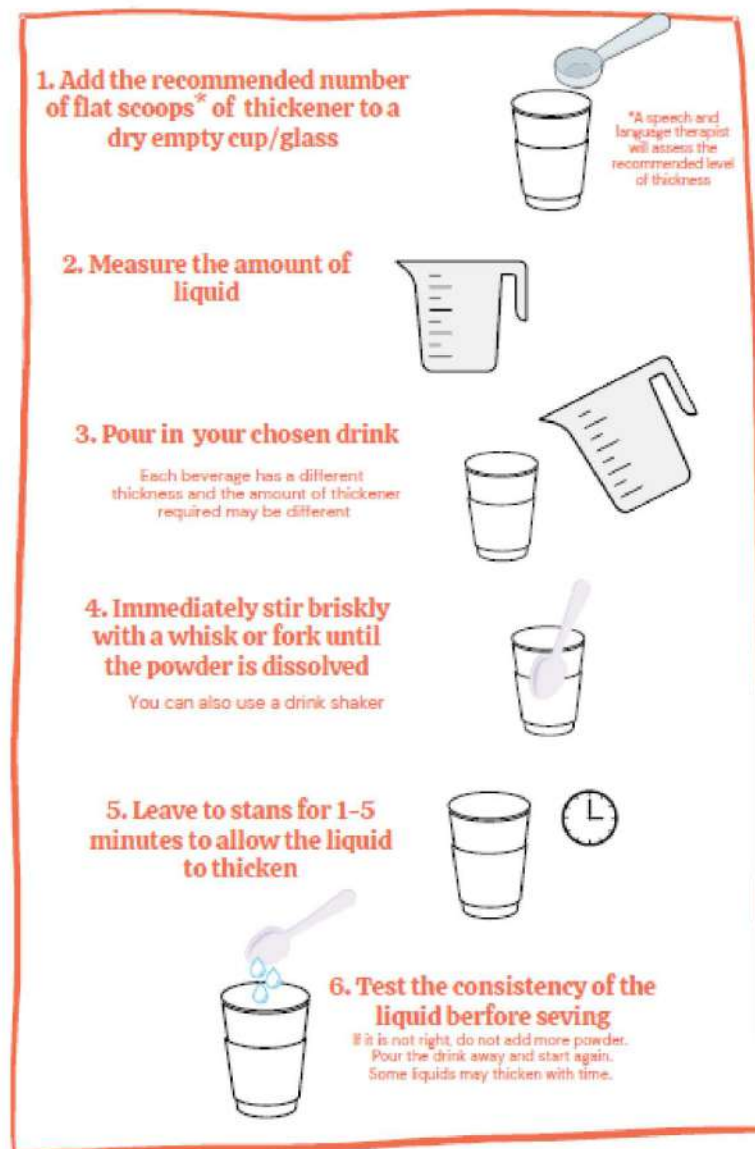 1. Add the recommended number
of flat scoops* of thickener to a
dry empty cup/glass
*A speech and
language therapist
will assess the
recommended level
of thickness
2. Measure the amount of
liquid
3. Pour in your chosen drink
Each beverage has a different
thickness and the amount of thickener
required may be different
4. Immediately stir briskly
with a whisk or fork until
the powder is dissolved
You can also use a drink shaker
5. Leave to stans for 1-5
minutes to allow the liquid
to thicken
6. Test the consistency of the
liquid berfore seving
If it is not right, do not add more powder.
Pour the drink away and start again.
Some liquids may thicken with time.